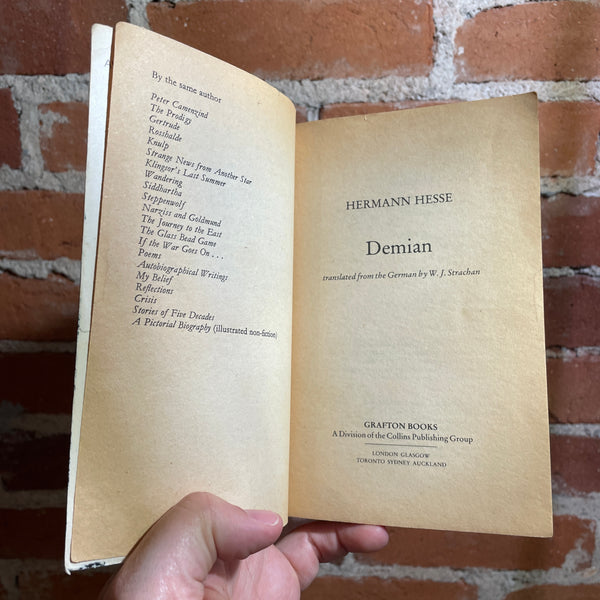 By the same author
Peter Camenzind
The Prodigy
Gertrude
Rosshalde
Knulp
Strange News from Another Star
Klingsor's Last Summer
Wandering
Siddhartha
Steppenwolf
Narziss and Goldmund
The Journey to the East
The Glass Bead Game
If the War Goes On . . .
Poems
Autobiographical Writings
My Belief
Reflections
Crisis
Stories of Five Decades
A Pictorial Biography (illustrated non-fiction)
HERMANN HESSE
Demian
translated from the German by W. J. Strachan
GRAFTON BOOKS
A Division of the Collins Publishing Group
LONDON GLASGOW
TORONTO SYDNEY AUCKLAND